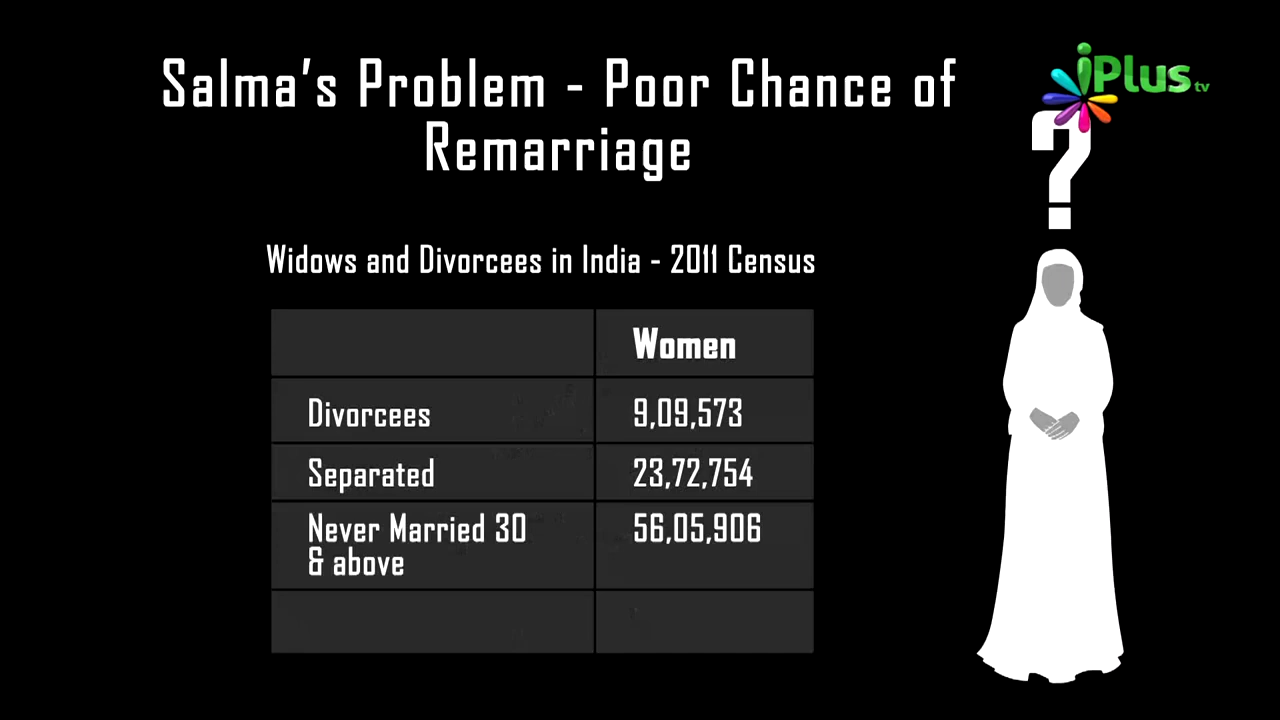 Salma's Problem - Poor Chance of
Remarriage
iPlus tv
?
Widows and Divorcees in India - 2011 Census
Women
Divorcees 9,09,573
Separated 23,72,754
Never Married 30 56,05,906
& above